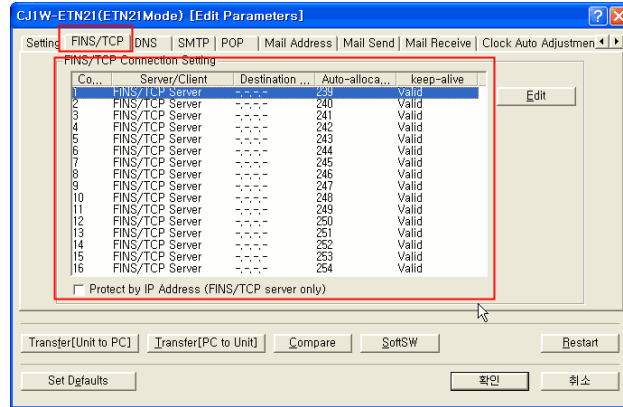 CJ1W-ETN21(ETN21Mode) [Edit Parameters]
Setting FINS/TCP DNS SMTP POP Mail Address Mail Send Mail Receive Clock Auto Adjustmen
FINS/TCP Connection Setting
Co... Server/Client Destination ... Auto-alloca... keep-alive
1 FINS/TCP Server -.-.-.- 239 Valid
2 FINS/TCP Server -.-.-.- 240 Valid
3 FINS/TCP Server -.-.-.- 241 Valid
4 FINS/TCP Server -.-.-.- 242 Valid
5 FINS/TCP Server -.-.-.- 243 Valid
6 FINS/TCP Server -.-.-.- 244 Valid
7 FINS/TCP Server -.-.-.- 245 Valid
8 FINS/TCP Server -.-.-.- 246 Valid
9 FINS/TCP Server -.-.-.- 247 Valid
10 FINS/TCP Server -.-.-.- 248 Valid
11 FINS/TCP Server -.-.-.- 249 Valid
12 FINS/TCP Server -.-.-.- 250 Valid
13 FINS/TCP Server -.-.-.- 251 Valid
14 FINS/TCP Server -.-.-.- 252 Valid
15 FINS/TCP Server -.-.-.- 253 Valid
16 FINS/TCP Server -.-.-.- 254 Valid
Edit
Protect by IP Address (FINS/TCP server only)
Transfer[Unit to PC] Transfer[PC to Unit] Compare SoftSW Restart
Set Defaults 확인 취소